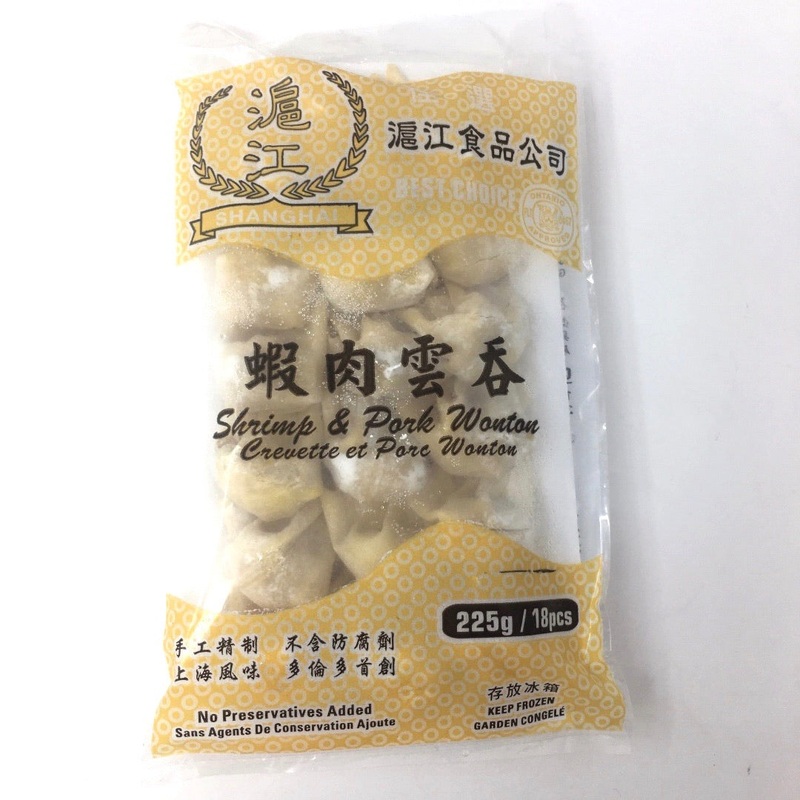 滬江
SHANGHAI
滬江食品公司
BEST CHOICE
ONTARIO
APPROVED
蝦肉雲吞
Shrimp & Pork Wonton
Crevette et Porc Wonton
225g / 18pcs
手工精制 不含防腐劑
上海風味 多倫多首創
No Preservatives Added
Sans Agents De Conservation Ajoute
存放冰箱
KEEP FROZEN
GARDEN CONGELÉ